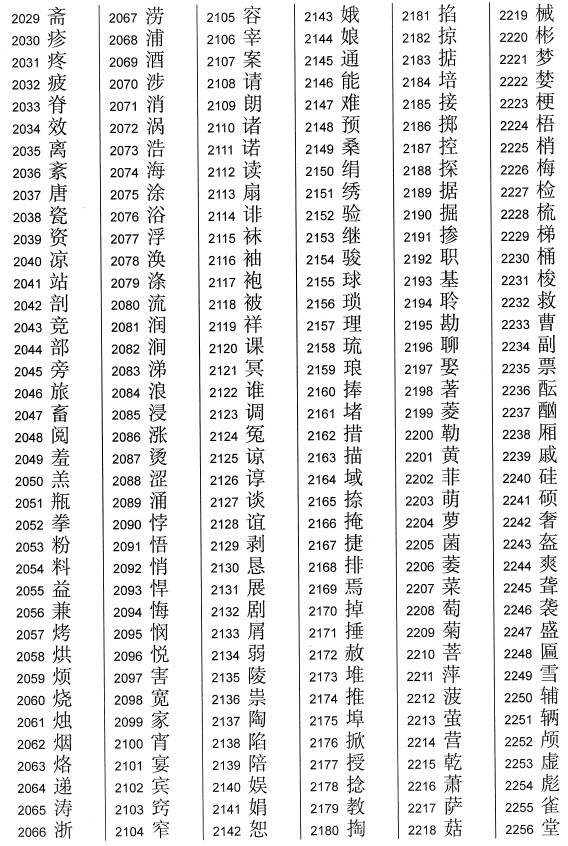 2029 斋
2030 疹
2031 疼
2032 疲
2033 脊
2034 效
2035 离
2036 紊
2037 唐
2038 瓷
2039 资
2040 凉
2041 站
2042 剖
2043 竞
2044 部
2045 旁
2046 旅
2047 畜
2048 阅
2049 羞
2050 羔
2051 瓶
2052 拳
2053 粉
2054 料
2055 益
2056 兼
2057 烤
2058 烘
2059 烦
2060 烧
2061 烛
2062 烟
2063 烙
2064 递
2065 涛
2066 浙
2067 涝
2068 浦
2069 酒
2070 涉
2071 消
2072 涡
2073 浩
2074 海
2075 涂
2076 浴
2077 浮
2078 涣
2079 涤
2080 流
2081 润
2082 涧
2083 涕
2084 浪
2085 浸
2086 涨
2087 烫
2088 涩
2089 涌
2090 悖
2091 悟
2092 悄
2093 悍
2094 悔
2095 悯
2096 悦
2097 害
2098 宽
2099 家
2100 宵
2101 宴
2102 宾
2103 窍
2104 窄
2105 容
2106 宰
2107 案
2108 请
2109 朗
2110 诸
2111 诺
2112 读
2113 扇
2114 诽
2115 袜
2116 袖
2117 袍
2118 被
2119 祥
2120 课
2121 冥
2122 谁
2123 调
2124 冤
2125 谅
2126 谆
2127 谈
2128 谊
2129 剥
2130 恳
2131 展
2132 剧
2133 屑
2134 弱
2135 陵
2136 祟
2137 陶
2138 陷
2139 陪
2140 娱
2141 娟
2142 恕
2143 娥
2144 娘
2145 通
2146 能
2147 难
2148 预
2149 桑
2150 绢
2151 绣
2152 验
2153 继
2154 骏
2155 球
2156 琐
2157 理
2158 琉
2159 琅
2160 捧
2161 堵
2162 措
2163 描
2164 域
2165 捺
2166 掩
2167 捷
2168 排
2169 焉
2170 掉
2171 捶
2172 赦
2173 堆
2174 推
2175 埠
2176 掀
2177 授
2178 捻
2179 教
2180 掏
2181 掐
2182 掠
2183 掂
2184 培
2185 接
2186 掷
2187 控
2188 探
2189 据
2190 掘
2191 掺
2192 职
2193 基
2194 聆
2195 勘
2196 聊
2197 娶
2198 著
2199 菱
2200 勒
2201 黄
2202 菲
2203 萌
2204 萝
2205 菌
2206 萎
2207 菜
2208 萄
2209 菊
2210 菩
2211 萍
2212 菠
2213 萤
2214 营
2215 乾
2216 萧
2217 萨
2218 菇
2219 械
2220 彬
2221 梦
2222 婪
2223 梗
2224 梧
2225 梢
2226 梅
2227 检
2228 梳
2229 梯
2230 桶
2231 梭
2232 救
2233 曹
2234 副
2235 票
2236 酝
2237 酗
2238 厢
2239 戚
2240 硅
2241 硕
2242 奢
2243 盔
2244 爽
2245 聋
2246 袭
2247 盛
2248 匾
2249 雪
2250 辅
2251 辆
2252 颅
2253 虚
2254 彪
2255 雀
2256 堂